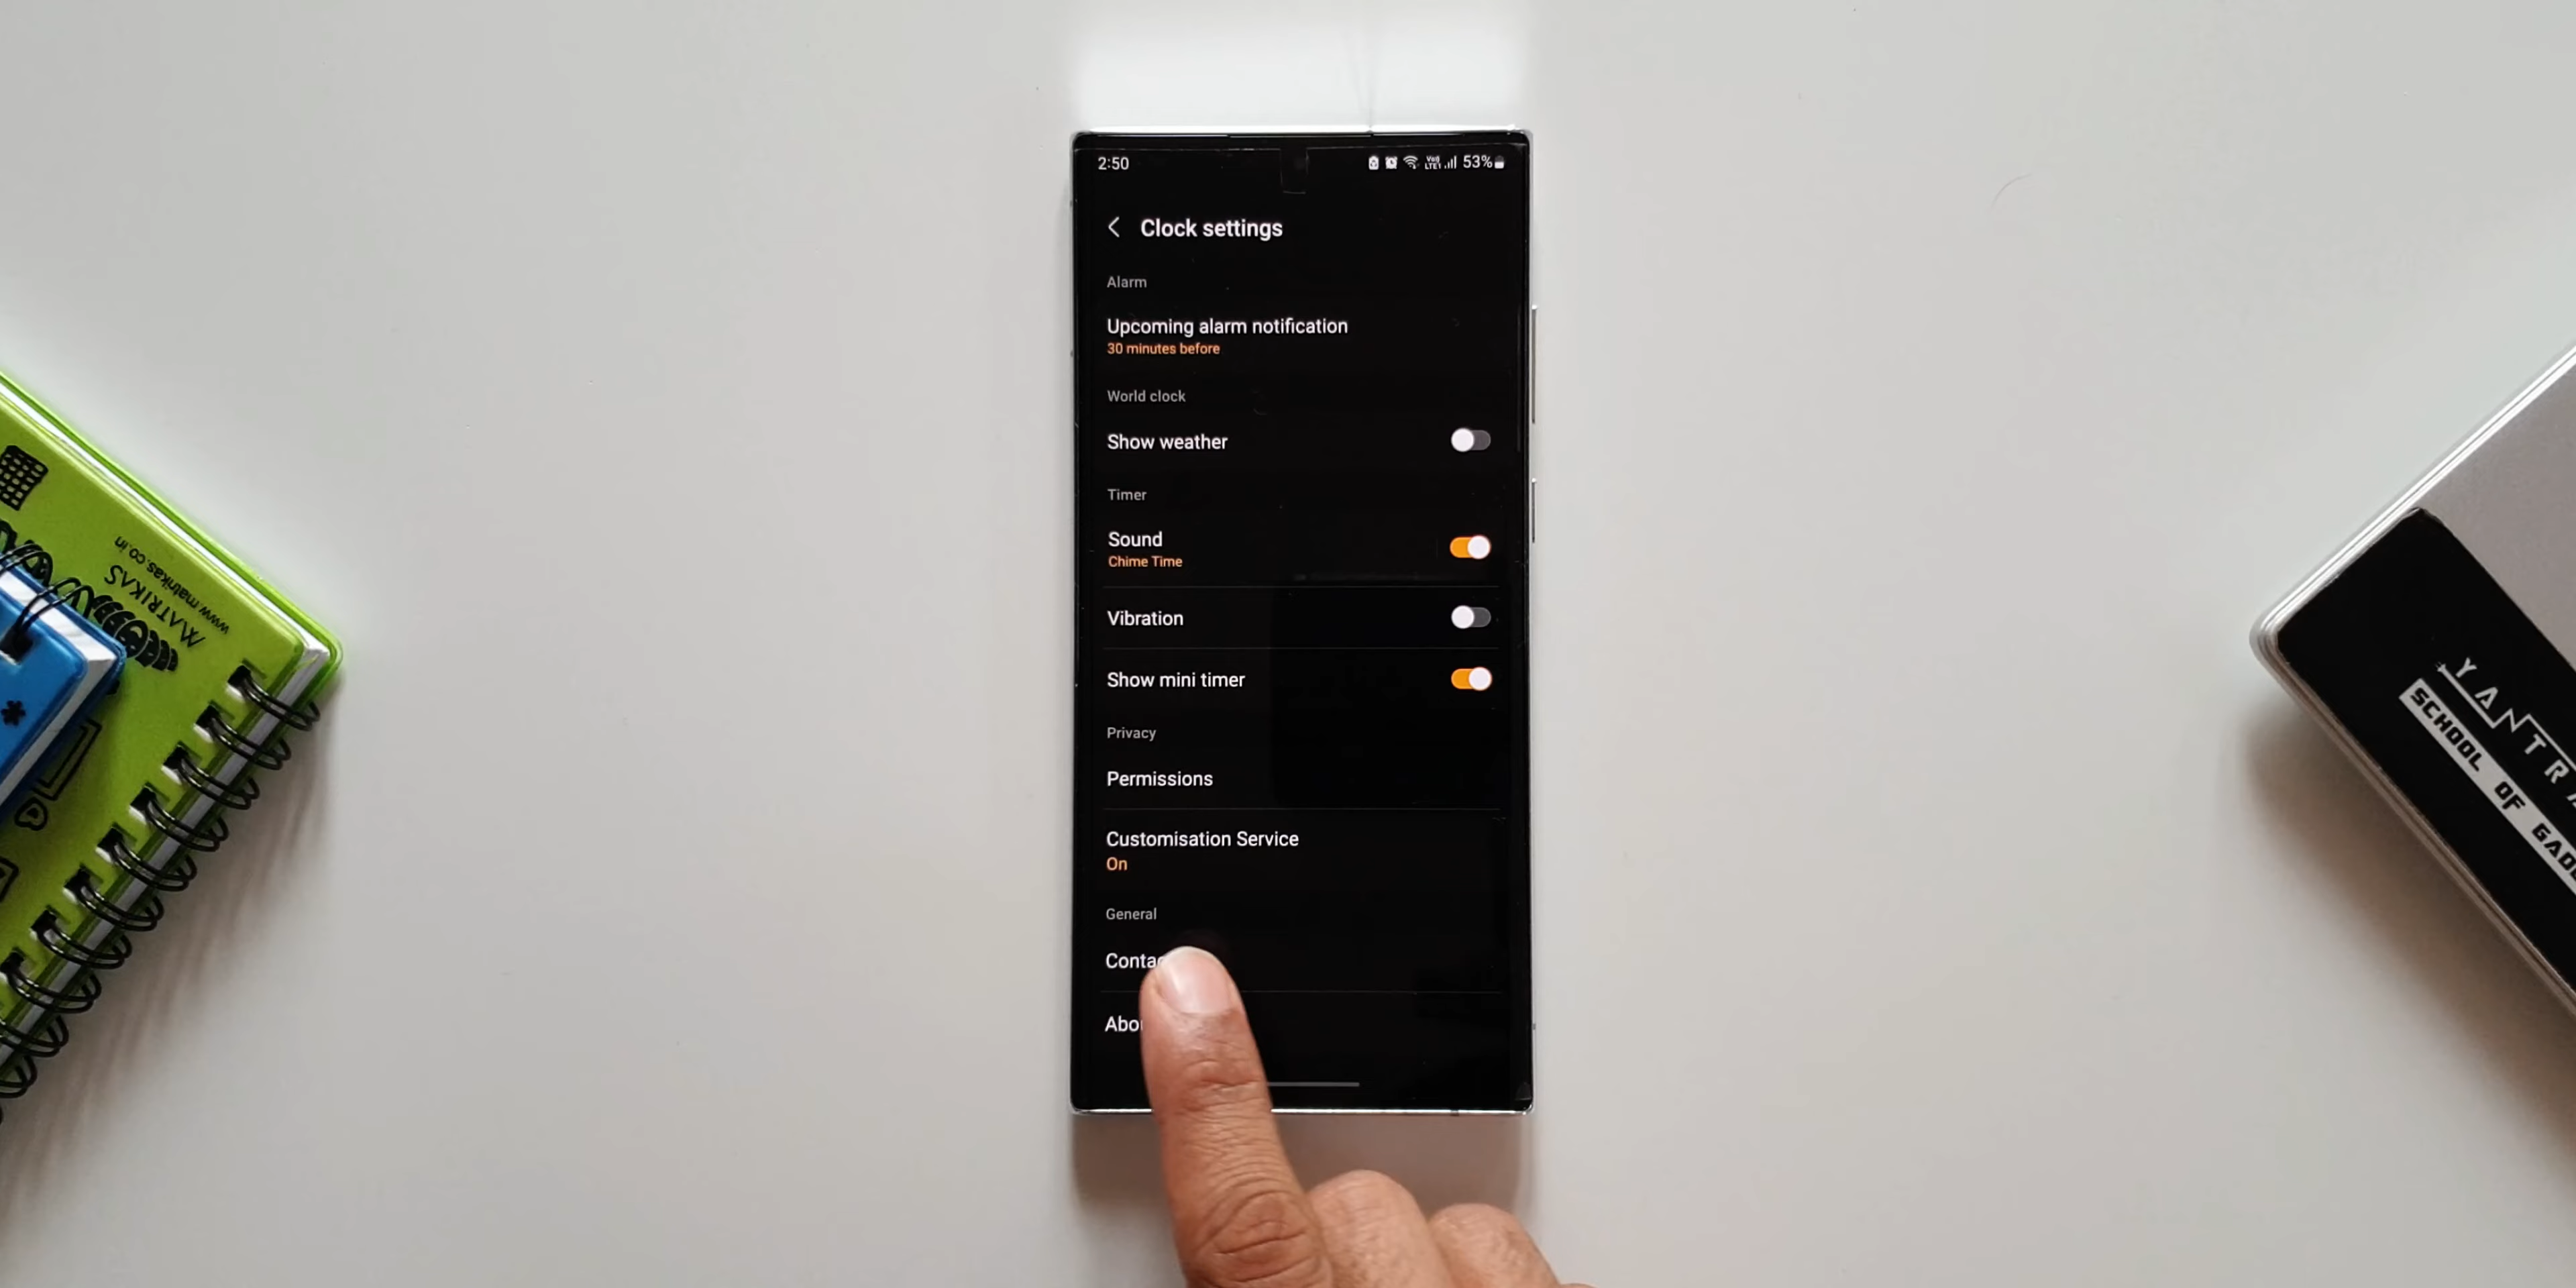 2:50
53%
Clock settings
Alarm
Upcoming alarm notification
30 minutes before
World clock
Show weather
Timer
Sound
Chime Time
Vibration
Show mini timer
Privacy
Permissions
Customisation Service
On
General
www.matrikas.co.in
MATRIKAS
SCHOOL OF